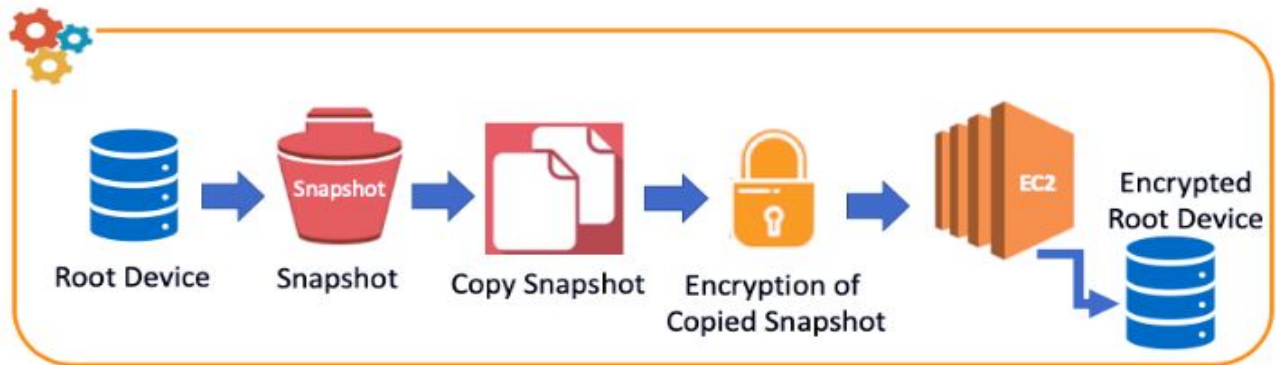 Snapshot
EC2
Encrypted
Root Device
Root Device
Snapshot
Copy Snapshot
Encryption of
Copied Snapshot